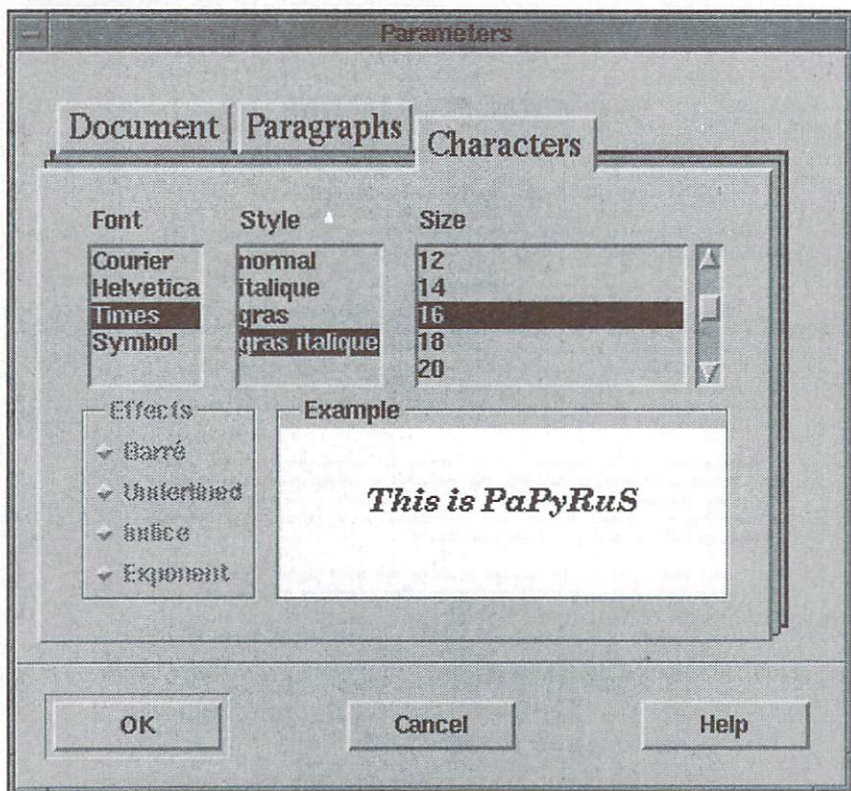 Parameters
Document Paragraphs Characters
Font Style Size
Courier normal 12
Helvetica italique 14
Times gras 16
Symbol gras italique 18
20
Effects Example
Barré
Underlined
Indice
Exponent
This is PaPyRuS
OK Cancel Help